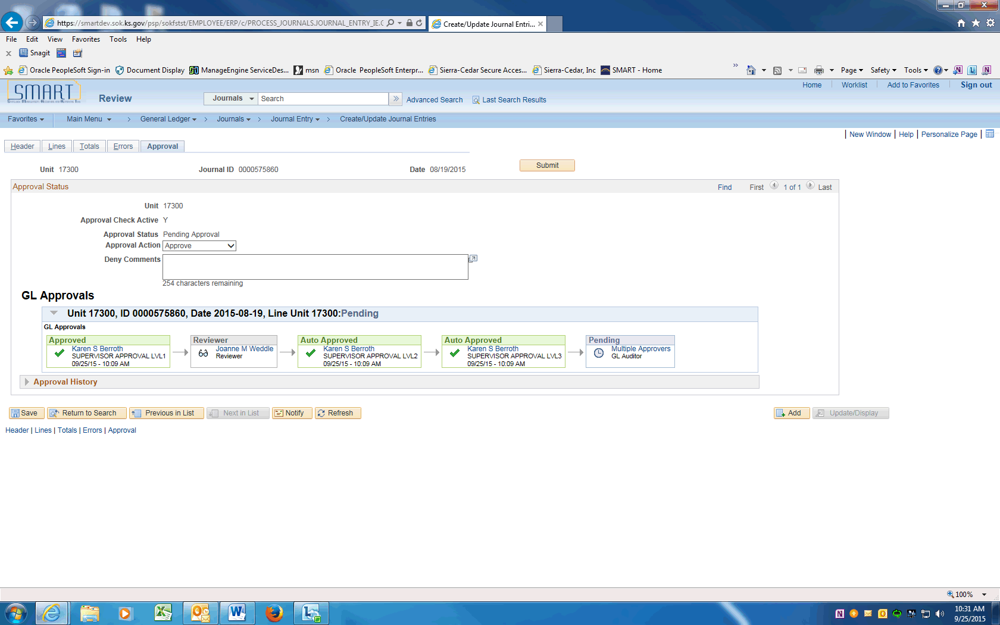 https://smartdev.sok.ks.gov/psp/sokfstst/EMPLOYEE/ERP/c/PROCESS_JOURNALS.JOURNAL_ENTRY_IE.G
Create/Update Journal Entri...
File Edit View Favorites Tools Help
x Snagit
Oracle PeopleSoft Sign-in Document Display ManageEngine ServiceDes... msn Oracle PeopleSoft Enterpr... Sierra-Cedar Secure Acces... Sierra-Cedar, Inc SMART - Home » Page Safety Tools
Home Worklist Add to Favorites Sign out
SMART
Review Journals Search » Advanced Search Last Search Results
Favorites Main Menu > General Ledger > Journals > Journal Entry > Create/Update Journal Entries
New Window | Help | Personalize Page |
Header Lines Totals Errors Approval
Unit 17300 Journal ID 0000575860 Date 08/19/2015 Submit
Approval Status Find First 1 of 1 Last
Unit 17300
Approval Check Active Y
Approval Status Pending Approval
Approval Action Approve
Deny Comments
254 characters remaining
GL Approvals
Unit 17300, ID 0000575860, Date 2015-08-19, Line Unit 17300:Pending
GL Approvals
Approved Reviewer Auto Approved Auto Approved Pending
Karen S Berroth Joanne M Weddle Karen S Berroth Karen S Berroth Multiple Approvers
SUPERVISOR APPROVAL LVL1 Reviewer SUPERVISOR APPROVAL LVL2 SUPERVISOR APPROVAL LVL3 GL Auditor
09/25/15 - 10:09 AM 09/25/15 - 10:09 AM 09/25/15 - 10:09 AM
Approval History
Save Return to Search Previous in List Next in List Notify Refresh Add Update/Display
Header | Lines | Totals | Errors | Approval
100%
10:31 AM
9/25/2015